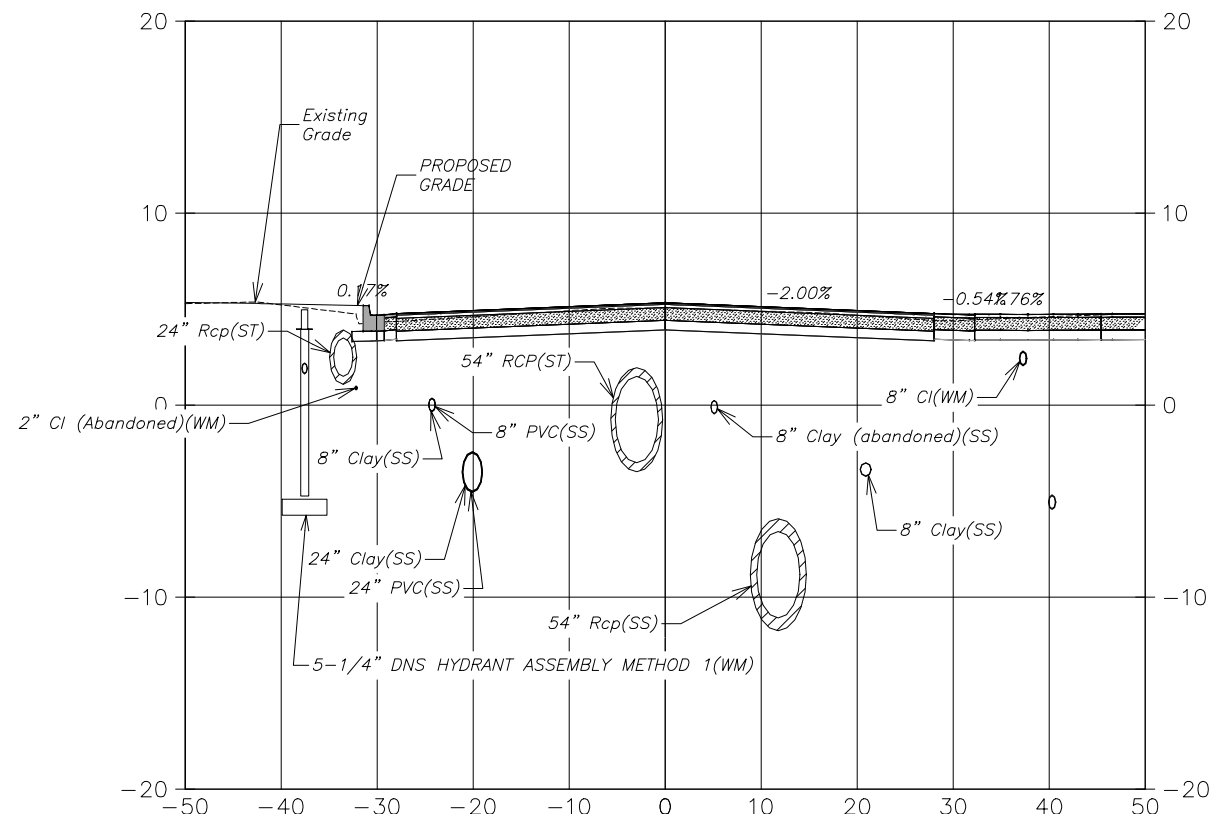 20
20
Existing
Grade
PROPOSED
GRADE
10
10
-2.00%
-0.54%
24” Rcp(ST)
54” RCP(ST)
8” CI(WM)
0
0
2” CI (Abandoned)(WM)
8” PVC(SS)
8” Clay (abandoned)(SS)
8” Clay(SS)
8” Clay(SS)
24” Clay(SS)
24” PVC(SS)
-10
-10
54” Rcp(SS)
5-1/4” DNS HYDRANT ASSEMBLY METHOD 1(WM)
-20
-20
-50 -40 -30 -20 -10 0 10 20 30 40 50